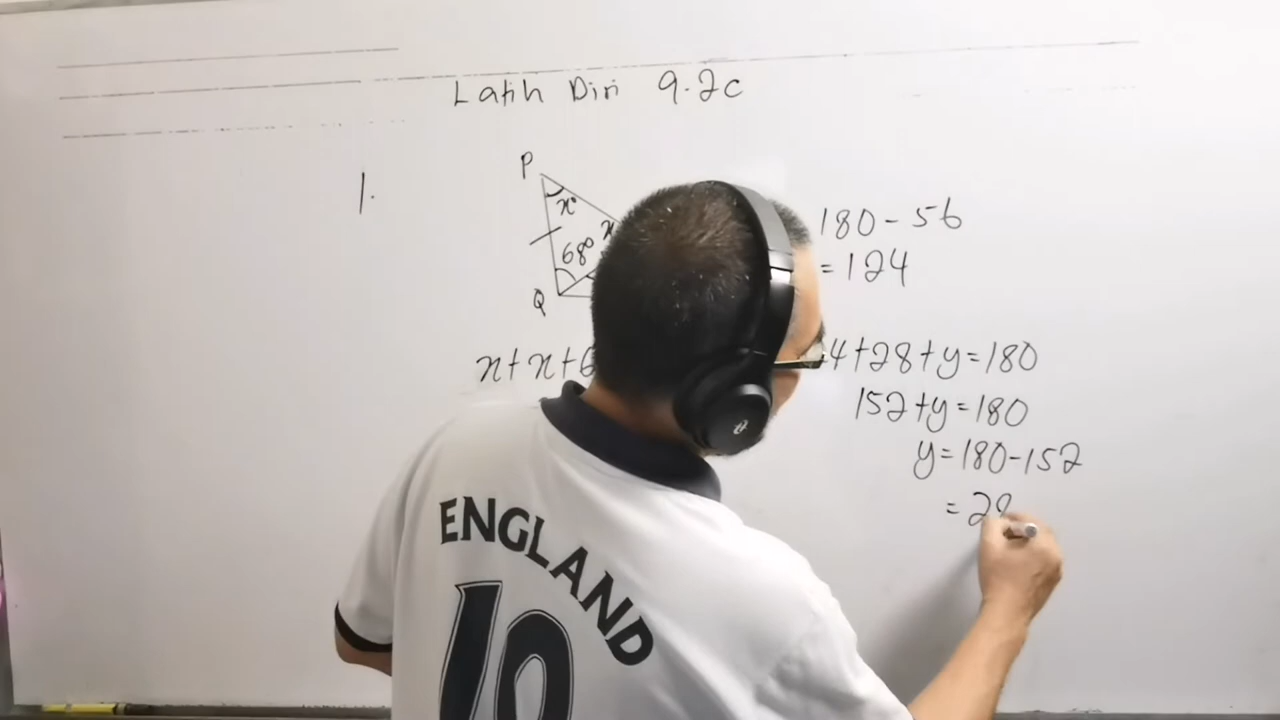 Latih Diri 9.2c
1.
P
x°
x
68°
Q
180-56
=124
x+x+6
4+28+y=180
152+y=180
y=180-152
=28
ENGLAND
10